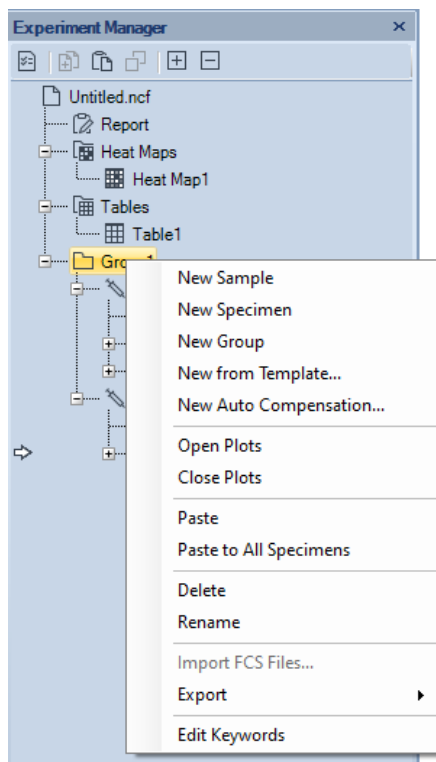 Experiment Manager
Untitled.ncf
Report
Heat Maps
Heat Map1
Tables
Table1
New Sample
New Specimen
New Group
New from Template...
New Auto Compensation...
Open Plots
Close Plots
Paste
Paste to All Specimens
Delete
Rename
Import FCS Files...
Export
Edit Keywords